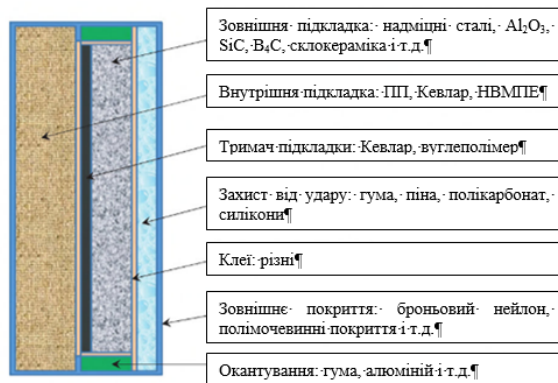 Зовнішня підкладка: надміцні сталі, Al₂O₃,
SiC, B₄C, склокераміка і т.д.¶
Внутрішня підкладка: ПП, Кевлар, НВМПЕ¶
Тримач підкладки: Кевлар, вуглеполімер¶
Захист від удару: гума, піна, полікарбонат,
силікони¶
Клеї: різні¶
Зовнішнє покриття: броньовий нейлон,
полімочевинні покриття і т.д.¶
Окантування: гума, алюміній і т.д.¶